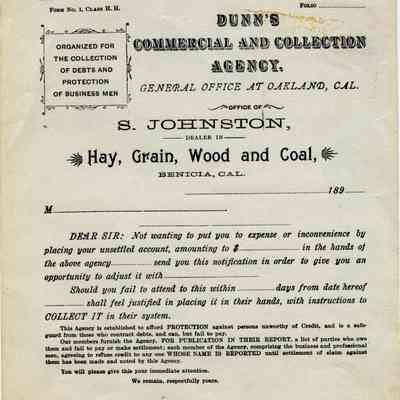 Form No. 1, Class H. H.
Folio
ORGANIZED FOR
THE COLLECTION
OF DEBTS AND
PROTECTION
OF BUSINESS MEN
DUNN'S
COMMERCIAL AND COLLECTION
AGENCY.
GENERAL OFFICE AT OAKLAND, CAL.
OFFICE OF
S. JOHNSTON,
DEALER IN
Hay, Grain, Wood and Coal,
BENICIA, CAL.
189
M
DEAR SIR: Not wanting to put you to expense or inconvenience by
placing your unsettled account, amounting to $ in the hands of
the above agency send you this notification in order to give you an
opportunity to adjust it with
Should you fail to attend to this within days from date hereof
shall feel justified in placing it in their hands, with instructions to
COLLECT IT in their system.
This Agency is established to afford PROTECTION against persons unworthy of Credit, and is a safe-
guard from those who contract debts, and can, but fail to pay.
Our members furnish the Agency, FOR PUBLICATION IN THEIR REPORT, a list of parties who owe
them and fail to pay or make settlement; each member of the Agency, comprising the business and professional
men, agreeing to refuse credit to any one WHOSE NAME IS REPORTED until settlement of claim against
them has been made and noted by this Agency.
You will please give this your immediate attention.
We remain, respectfully yours.